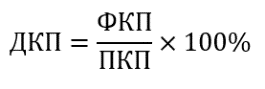 ДКП = ФКП / ПКП × 100%